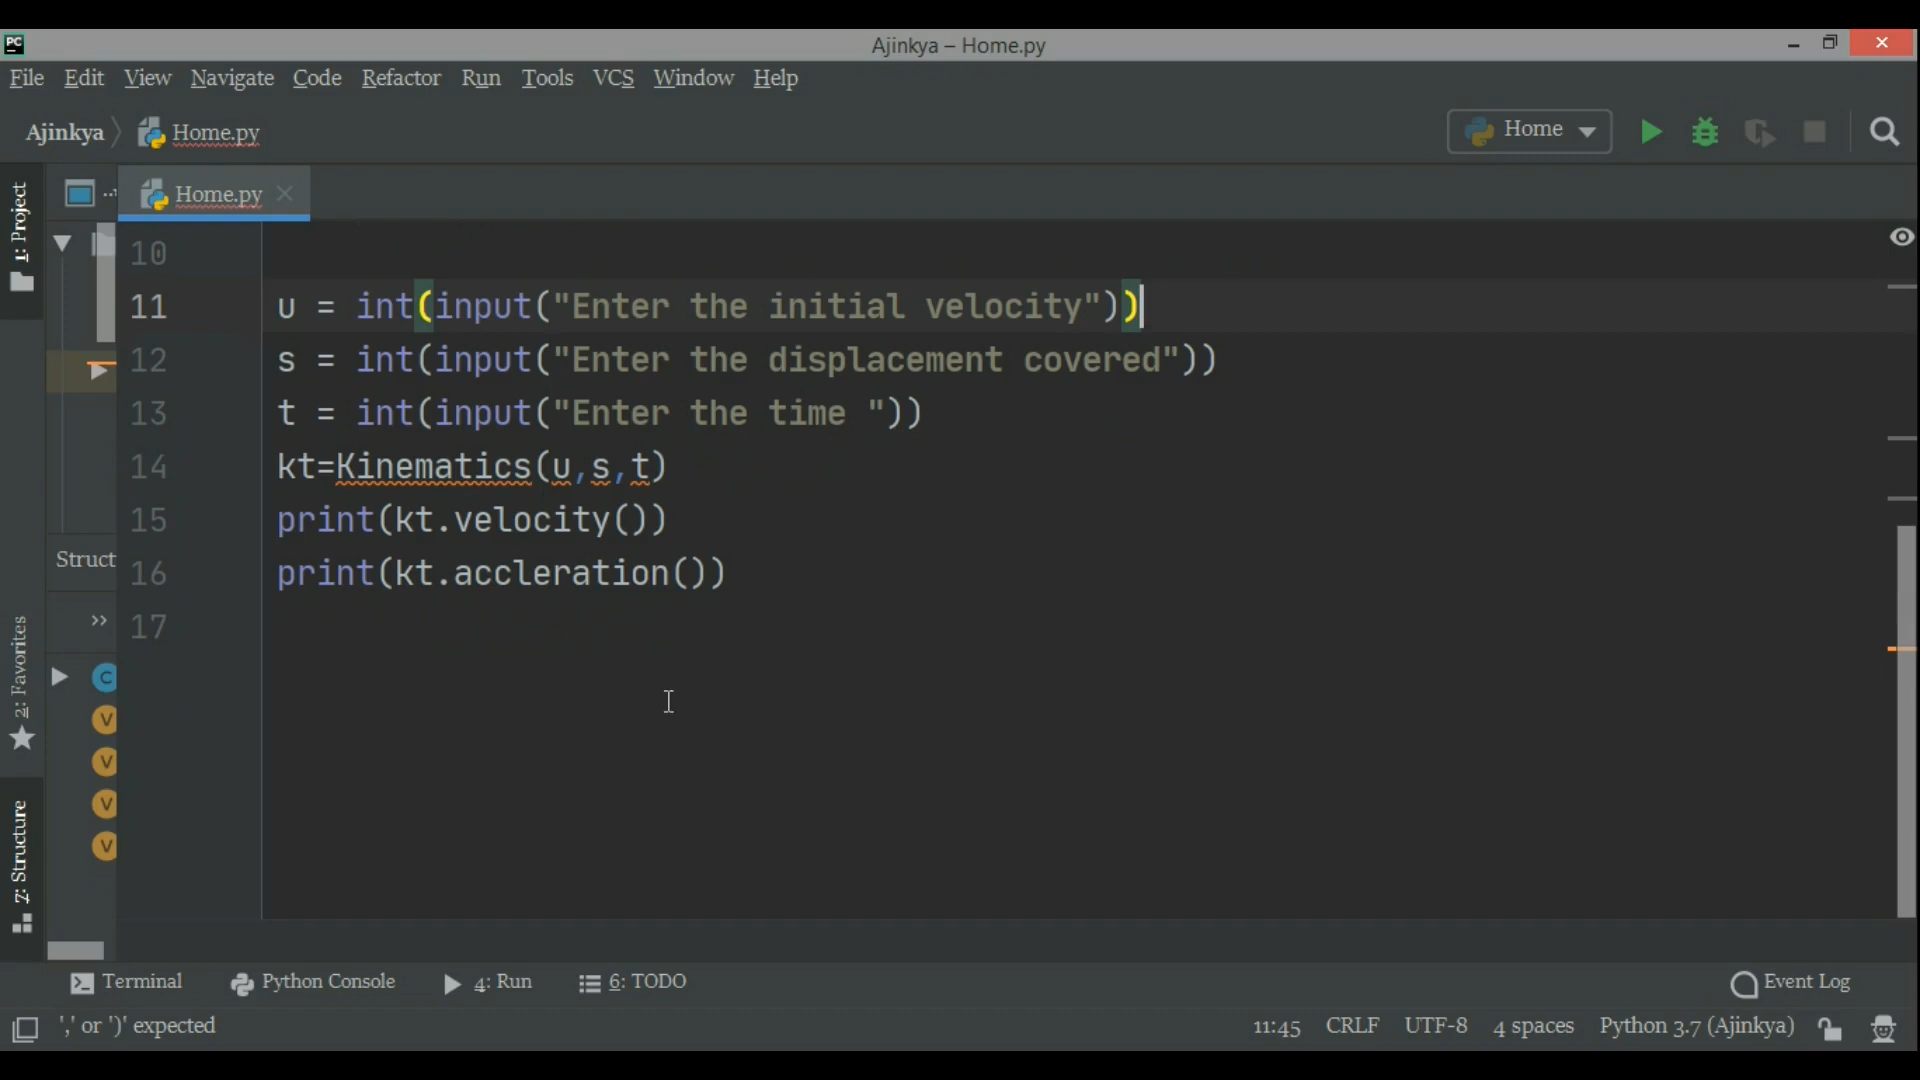 PC
Ajinkya – Home.py
File Edit View Navigate Code Refactor Run Tools VCS Window Help
Ajinkya Home.py
Home
1: Project
Home.py
10
11 u = int(input("Enter the initial velocity"))
12 s = int(input("Enter the displacement covered"))
13 t = int(input("Enter the time "))
14 kt=Kinematics(u,s,t)
15 print(kt.velocity())
Struct
16 print(kt.accleration())
17
2: Favorites
C
V
V
V
V
Z: Structure
Terminal Python Console 4: Run 6: TODO Event Log
',' or ')' expected 11:45 CRLF UTF-8 4 spaces Python 3.7 (Ajinkya)